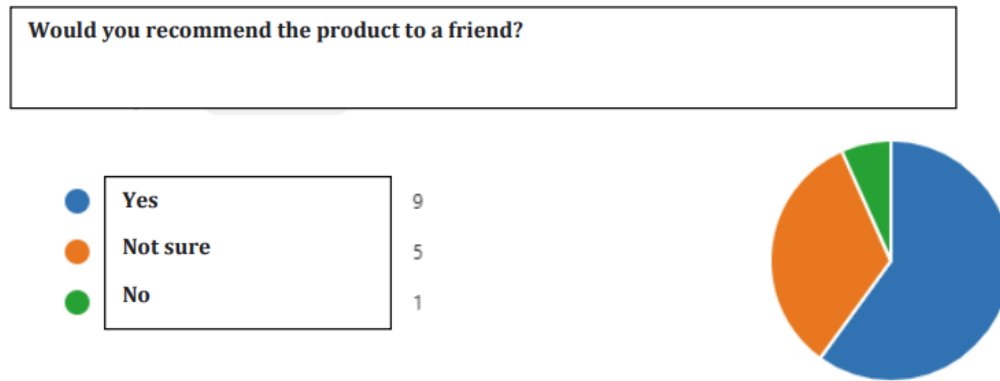 Would you recommend the product to a friend?
Yes 9
Not sure 5
No 1